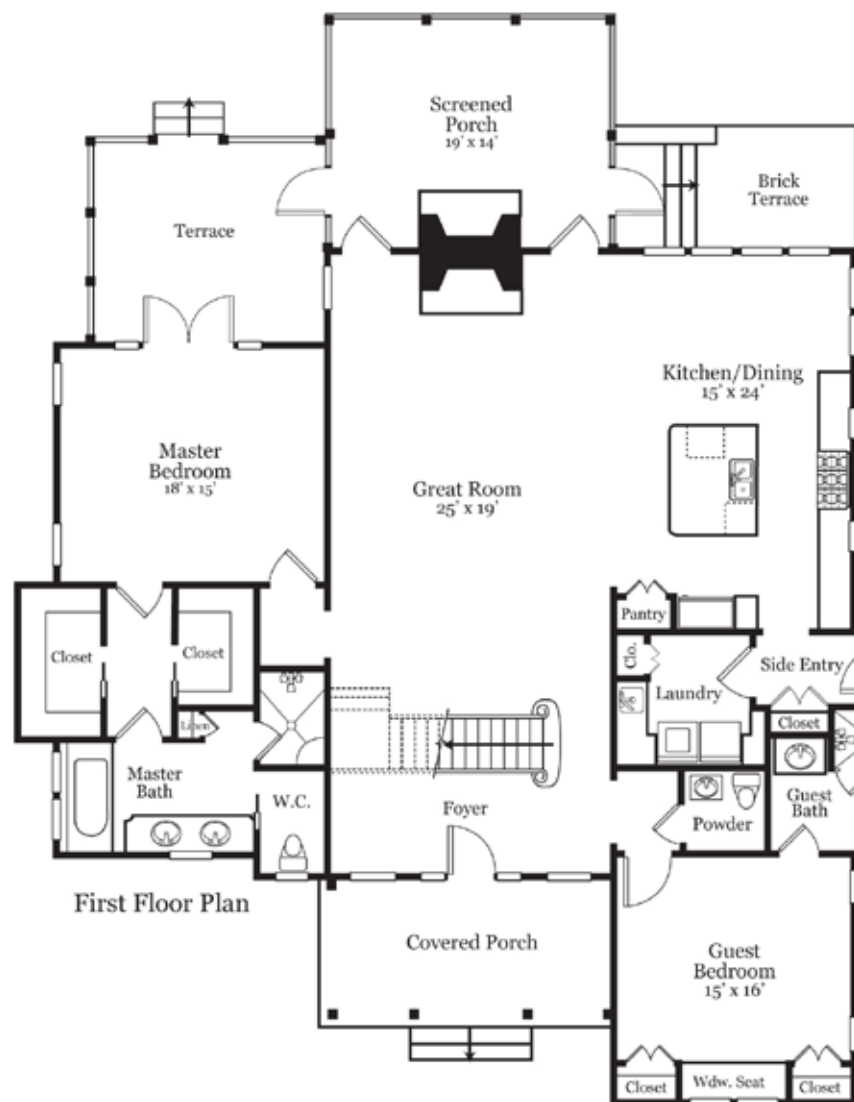 Screened
Porch
19' x 14'
Brick
Terrace
Terrace
Kitchen/Dining
15' x 24'
Master
Bedroom
18' x 15'
Great Room
25' x 19'
Pantry
Closet
Closet
Clo.
Side Entry
Laundry
Linen
Closet
Master
Bath
W.C.
Foyer
Powder
Guest
Bath
First Floor Plan
Covered Porch
Guest
Bedroom
15' x 16'
Closet
Wdw. Seat
Closet